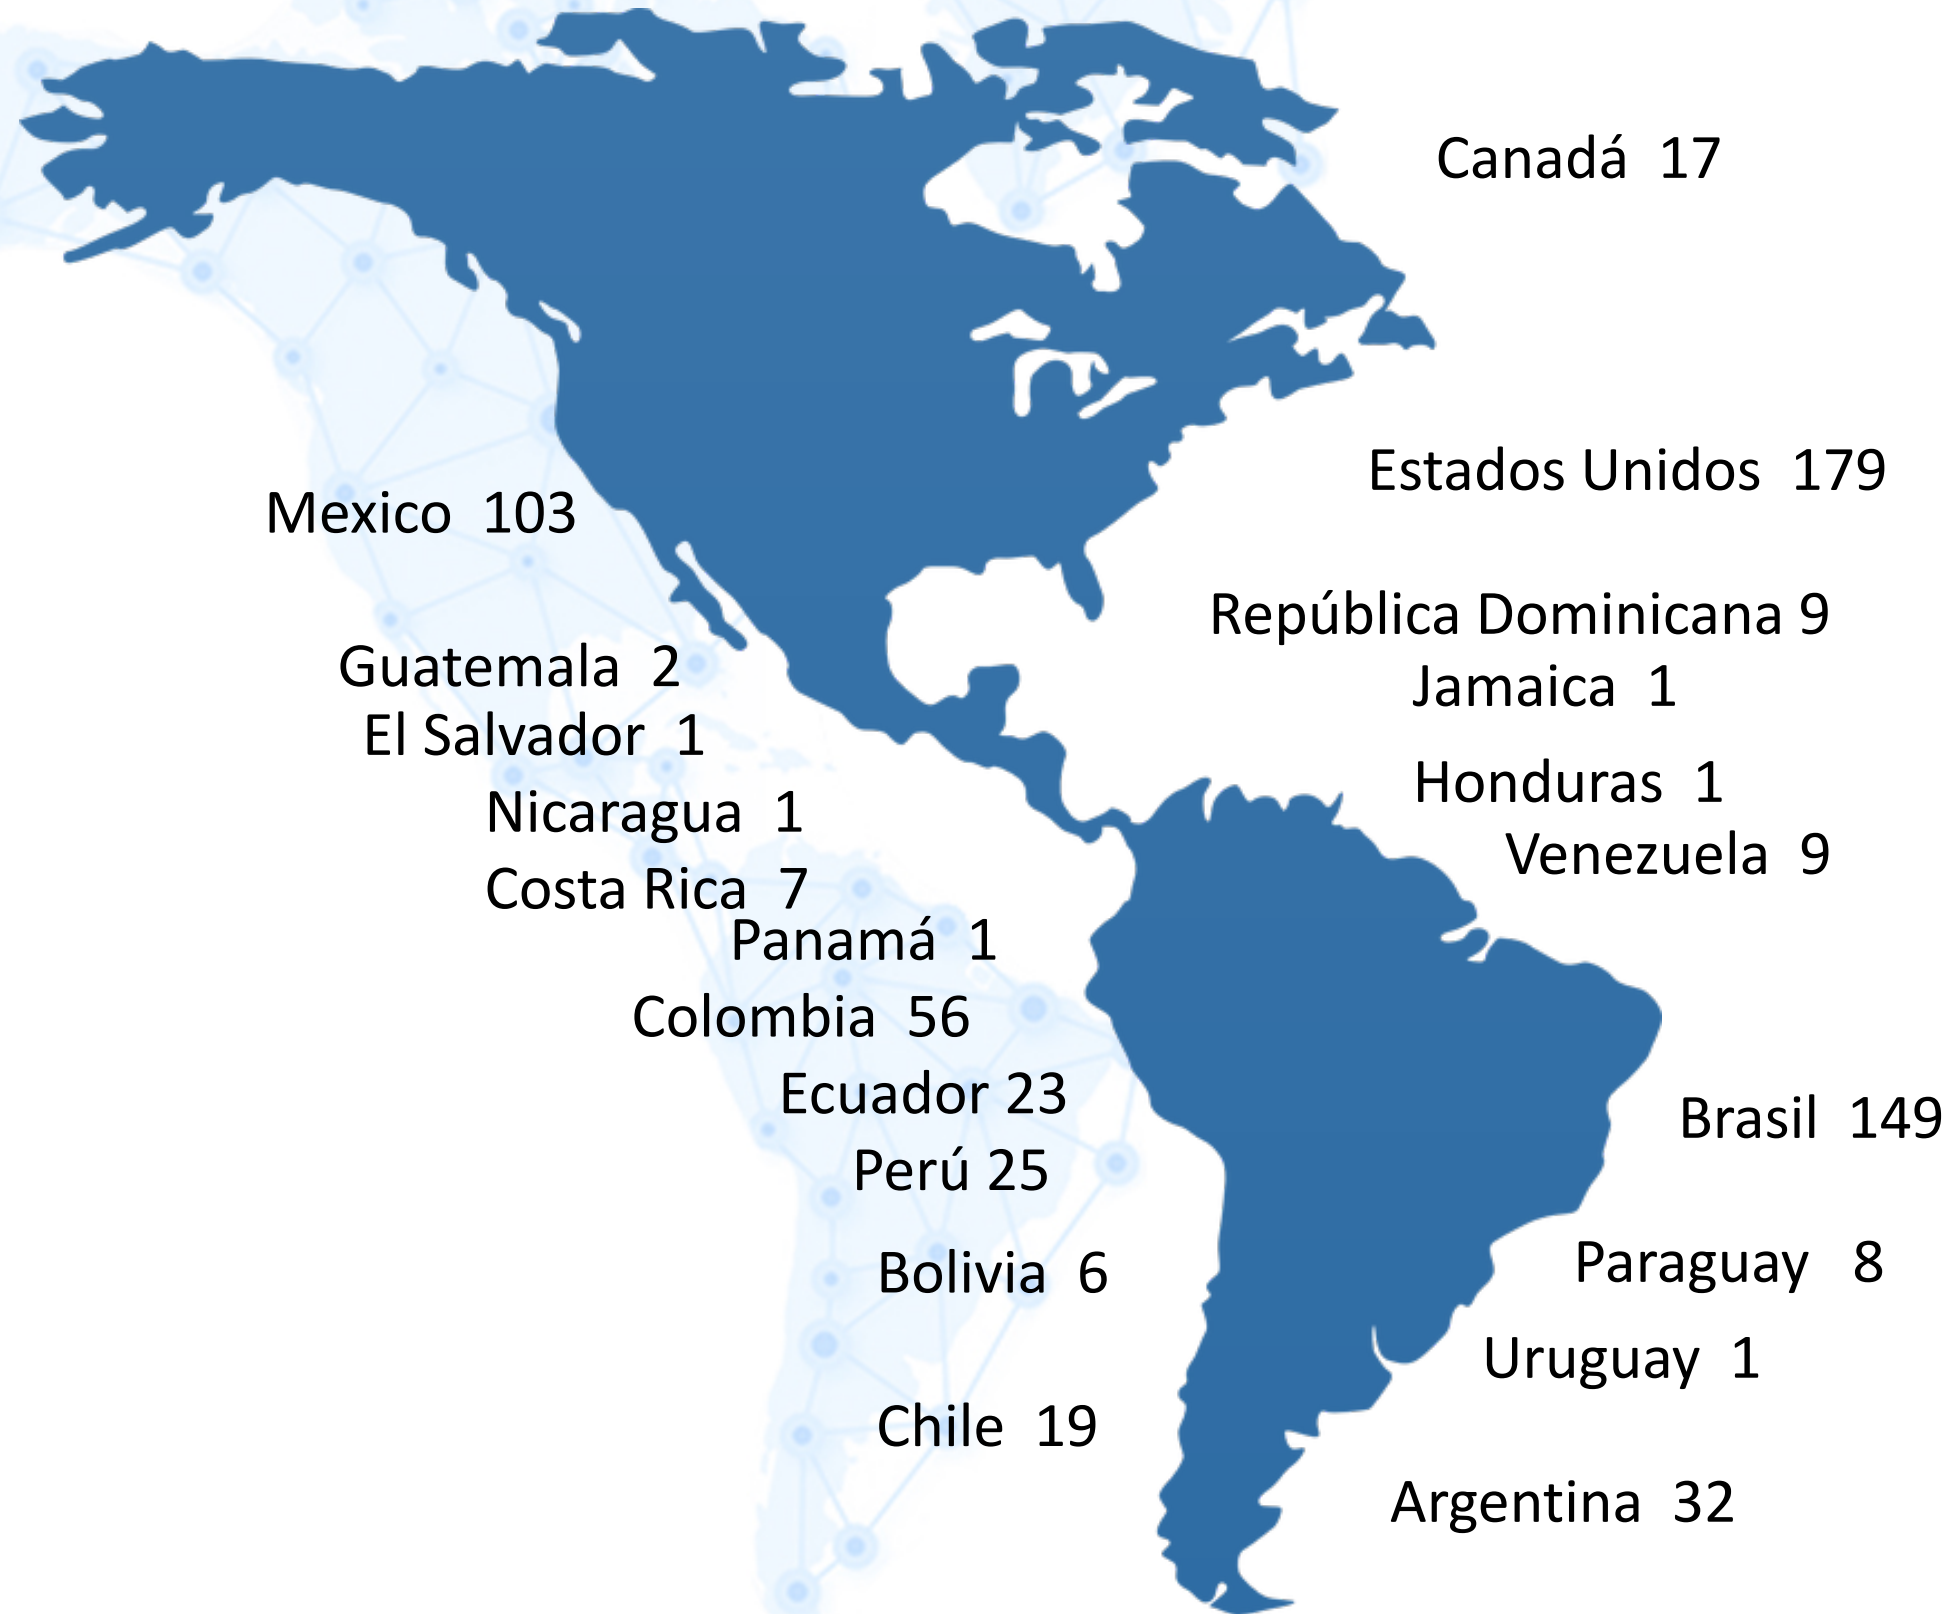 Canadá 17
Estados Unidos 179
Mexico 103
República Dominicana 9
Guatemala 2
Jamaica 1
El Salvador 1
Honduras 1
Nicaragua 1
Venezuela 9
Costa Rica 7
Panamá 1
Colombia 56
Ecuador 23
Brasil 149
Perú 25
Paraguay 8
Bolivia 6
Uruguay 1
Chile 19
Argentina 32